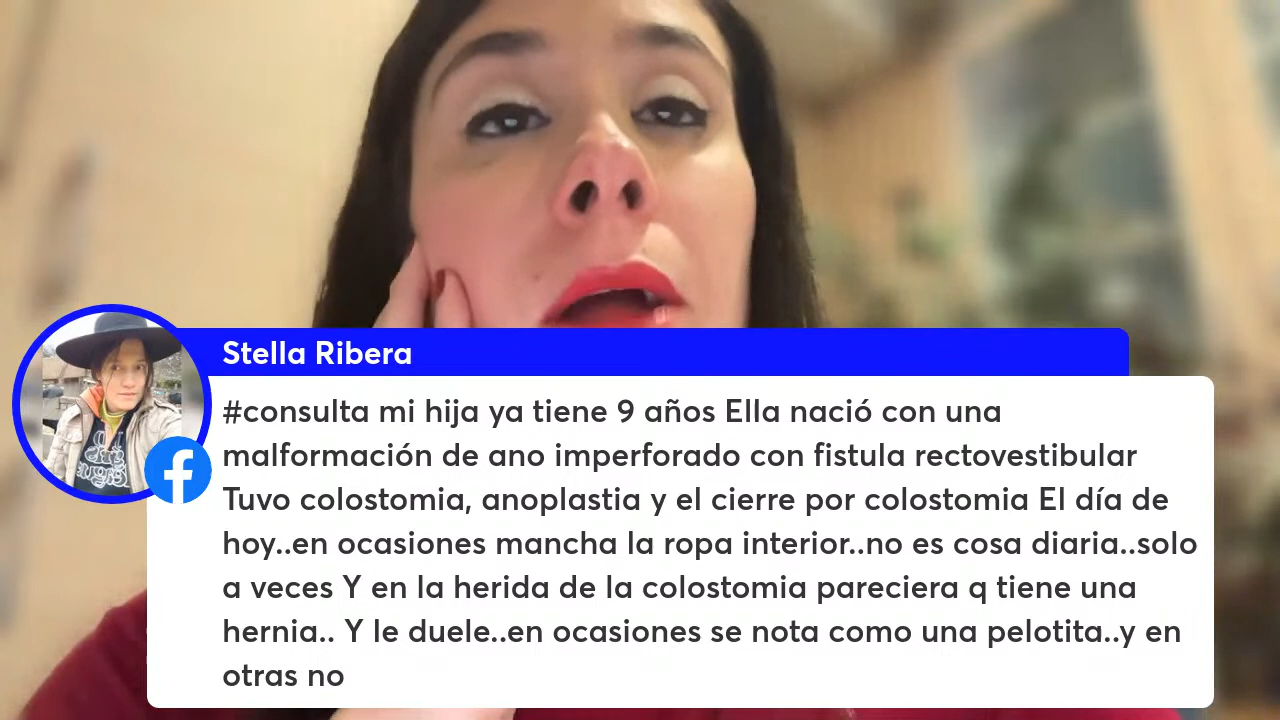 Stella Ribera
#consulta mi hija ya tiene 9 años Ella nació con una
malformación de ano imperforado con fistula rectovestibular
Tuvo colostomia, anoplastia y el cierre por colostomia El día de
hoy..en ocasiones mancha la ropa interior..no es cosa diaria..solo
a veces Y en la herida de la colostomia pareciera q tiene una
hernia.. Y le duele..en ocasiones se nota como una pelotita..y en
otras no